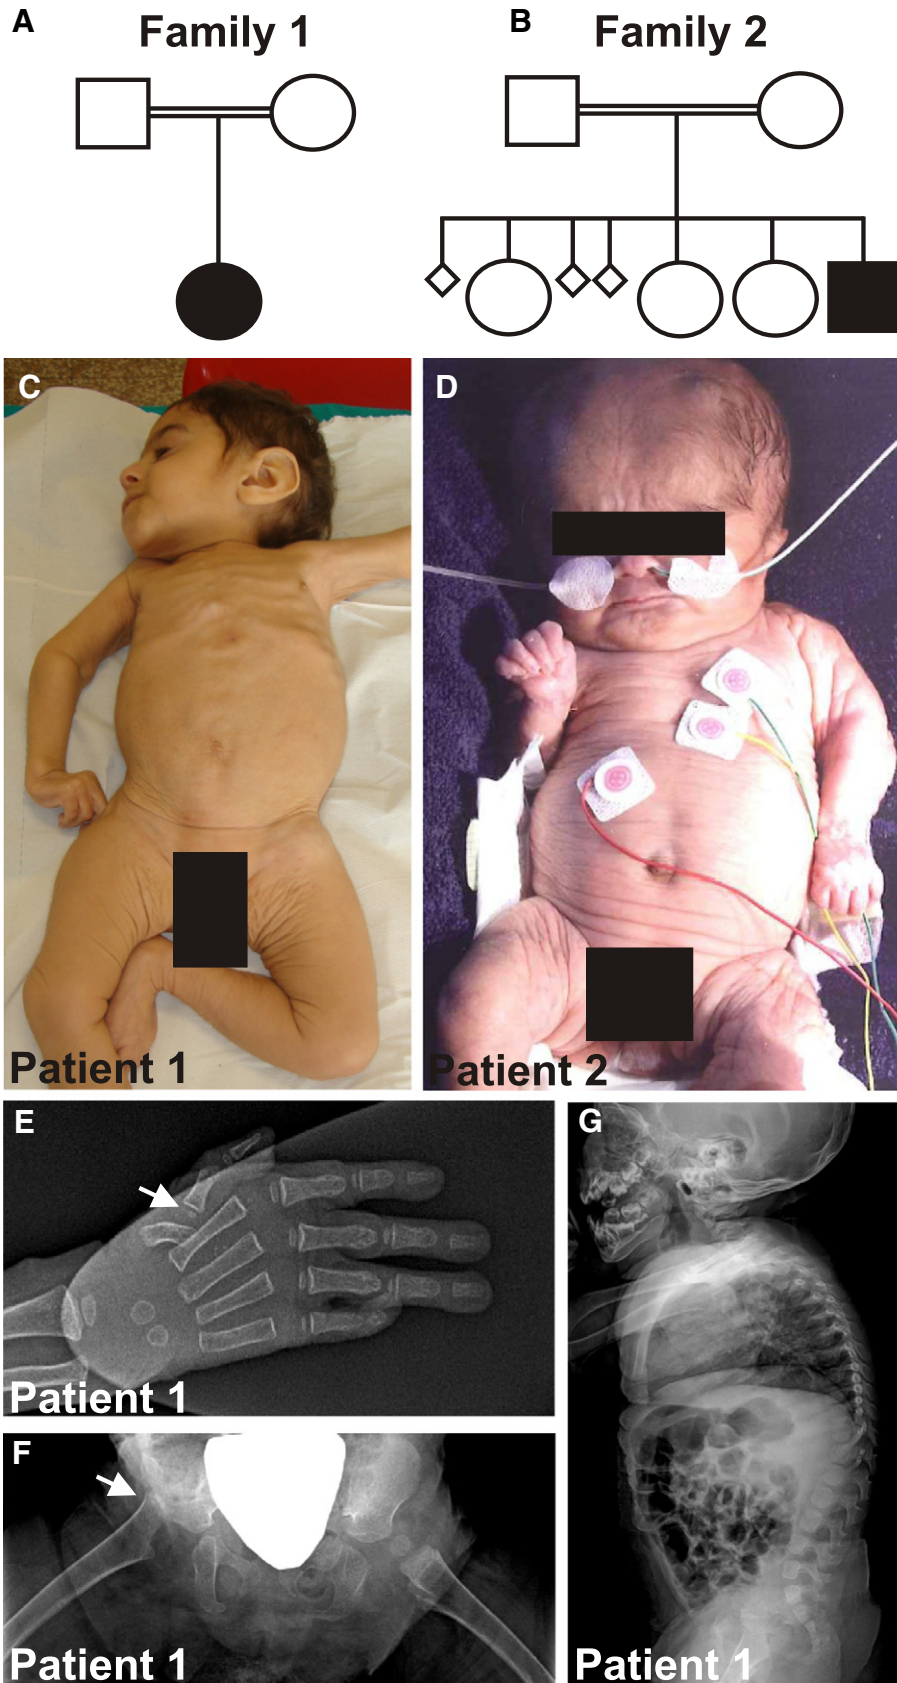 A
Family 1
B
Family 2
C
Patient 1
D
Patient 2
E
Patient 1
F
Patient 1
G
Patient 1